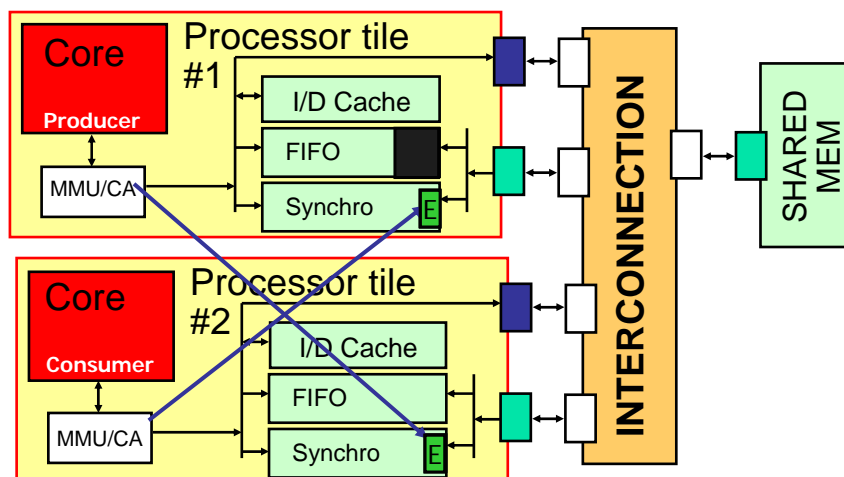 Core
Producer
MMU/CA
Processor tile
#1
I/D Cache
FIFO
Synchro
E
Core
Consumer
MMU/CA
Processor tile
#2
I/D Cache
FIFO
Synchro
E
INTERCONNECTION
SHARED
MEM